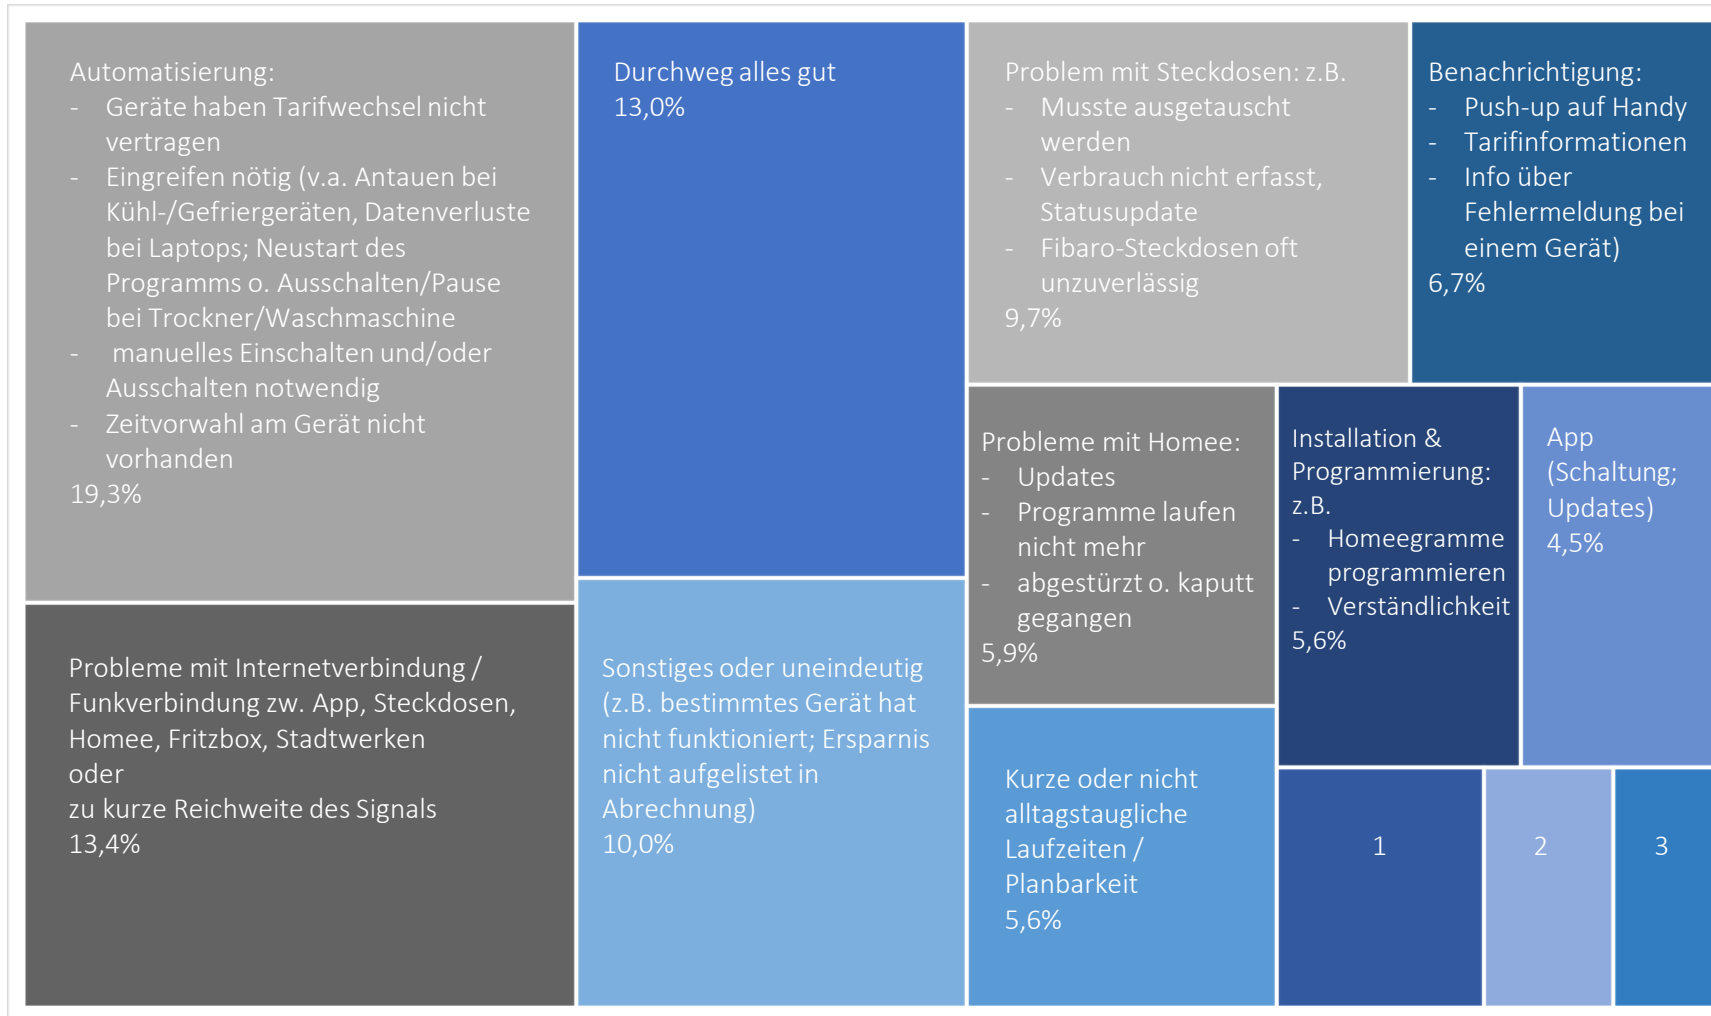 Automatisierung:
- Geräte haben Tarifwechsel nicht
vertragen
- Eingreifen nötig (v.a. Antauen bei
Kühl-/Gefriergeräten, Datenverluste
bei Laptops; Neustart des
Programms o. Ausschalten/Pause
bei Trockner/Waschmaschine
- manuelles Einschalten und/oder
Ausschalten notwendig
- Zeitvorwahl am Gerät nicht
vorhanden
19,3%
Probleme mit Internetverbindung /
Funkverbindung zw. App, Steckdosen,
Homee, Fritzbox, Stadtwerken
oder
zu kurze Reichweite des Signals
13,4%
Durchweg alles gut
13,0%
Sonstiges oder uneindeutig
(z.B. bestimmtes Gerät hat
nicht funktioniert; Ersparnis
nicht aufgelistet in
Abrechnung)
10,0%
Problem mit Steckdosen: z.B.
- Musste ausgetauscht
werden
- Verbrauch nicht erfasst,
Statusupdate
- Fibaro-Steckdosen oft
unzuverlässig
9,7%
Benachrichtigung:
- Push-up auf Handy
- Tarifinformationen
- Info über
Fehlermeldung bei
einem Gerät)
6,7%
Probleme mit Homee:
- Updates
- Programme laufen
nicht mehr
- abgestürzt o. kaputt
gegangen
5,9%
Kurze oder nicht
alltagstaugliche
Laufzeiten /
Planbarkeit
5,6%
Installation &
Programmierung:
z.B.
- Homeegramme
programmieren
- Verständlichkeit
5,6%
App
(Schaltung;
Updates)
4,5%
1
2
3